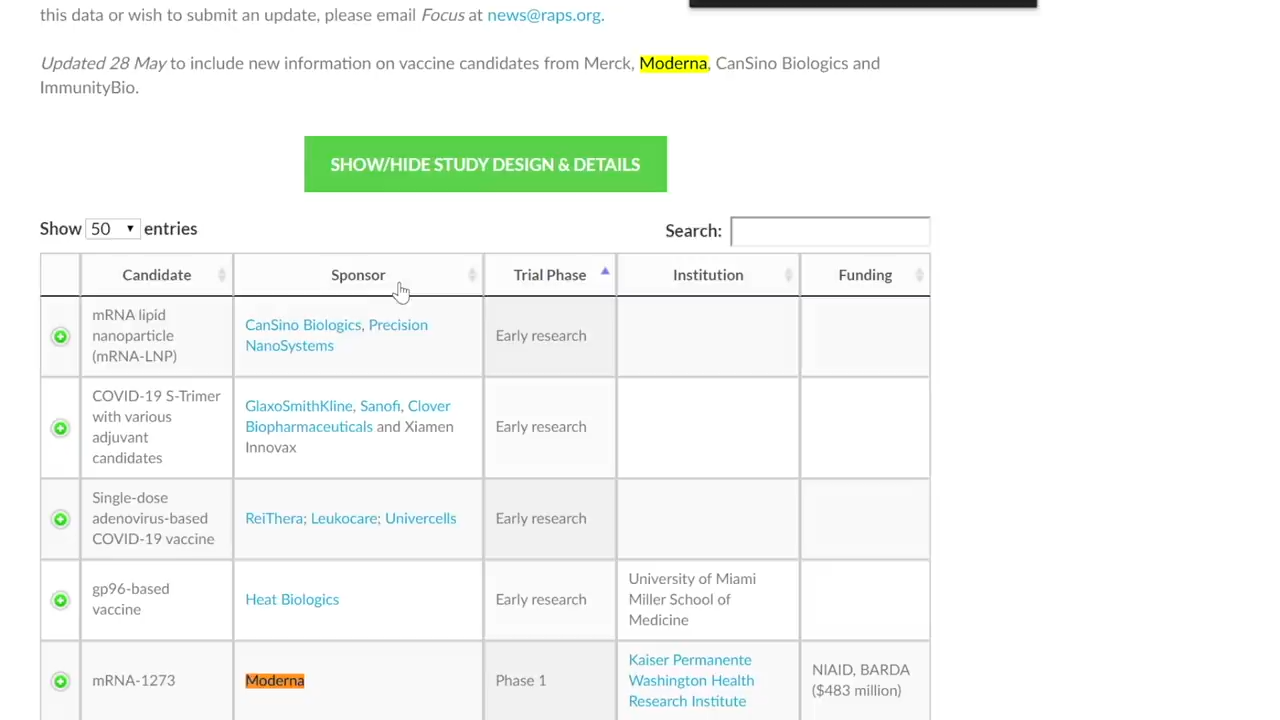 this data or wish to submit an update, please email Focus at news@raps.org.
Updated 28 May to include new information on vaccine candidates from Merck, Moderna, CanSino Biologics and
ImmunityBio.
SHOW/HIDE STUDY DESIGN & DETAILS
Show 50 entries
Search:
Candidate
Sponsor
Trial Phase
Institution
Funding
mRNA lipid
nanoparticle
(mRNA-LNP)
CanSino Biologics, Precision
NanoSystems
Early research
COVID-19 S-Trimer
with various
adjuvant
candidates
GlaxoSmithKline, Sanofi, Clover
Biopharmaceuticals and Xiamen
Innovax
Early research
Single-dose
adenovirus-based
COVID-19 vaccine
ReiThera; Leukocare; Univercells
Early research
gp96-based
vaccine
Heat Biologics
Early research
University of Miami
Miller School of
Medicine
mRNA-1273
Moderna
Phase 1
Kaiser Permanente
Washington Health
Research Institute
NIAID, BARDA
($483 million)